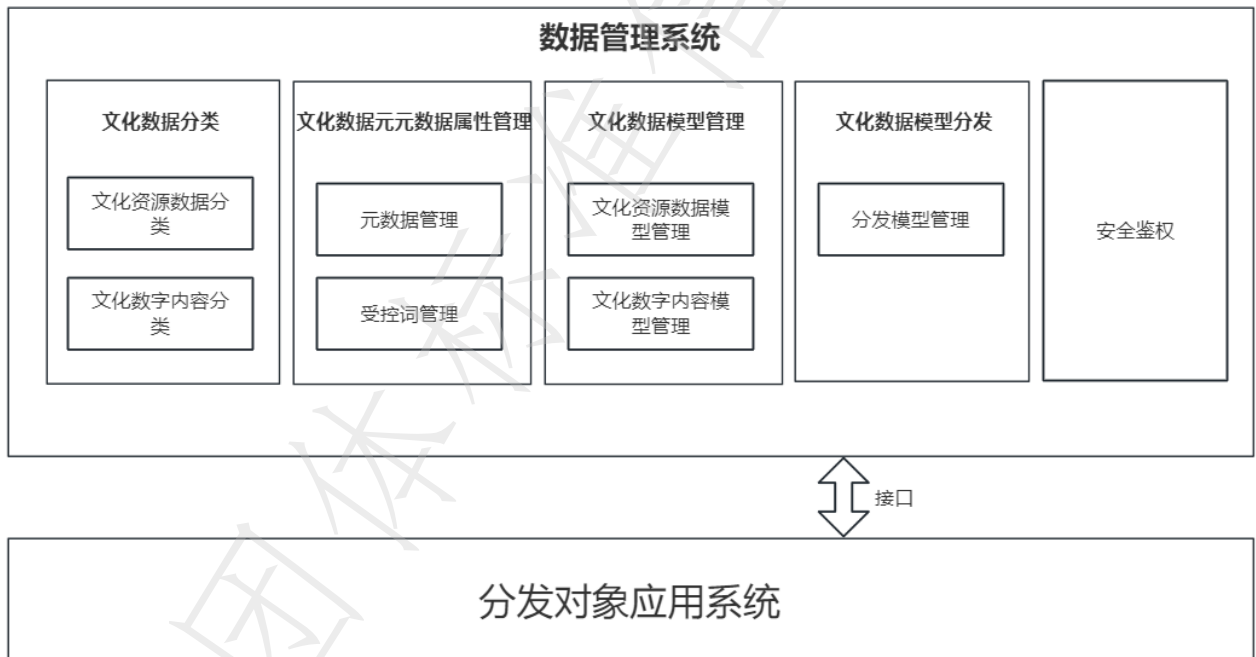 数据管理系统
文化数据分类
文化资源数据分
类
文化数字内容分
类
文化数据元元数据属性管理
元数据管理
受控词管理
文化数据模型管理
文化资源数据模
型管理
文化数字内容模
型管理
文化数据模型分发
分发模型管理
安全鉴权
接口
分发对象应用系统
团体标准信